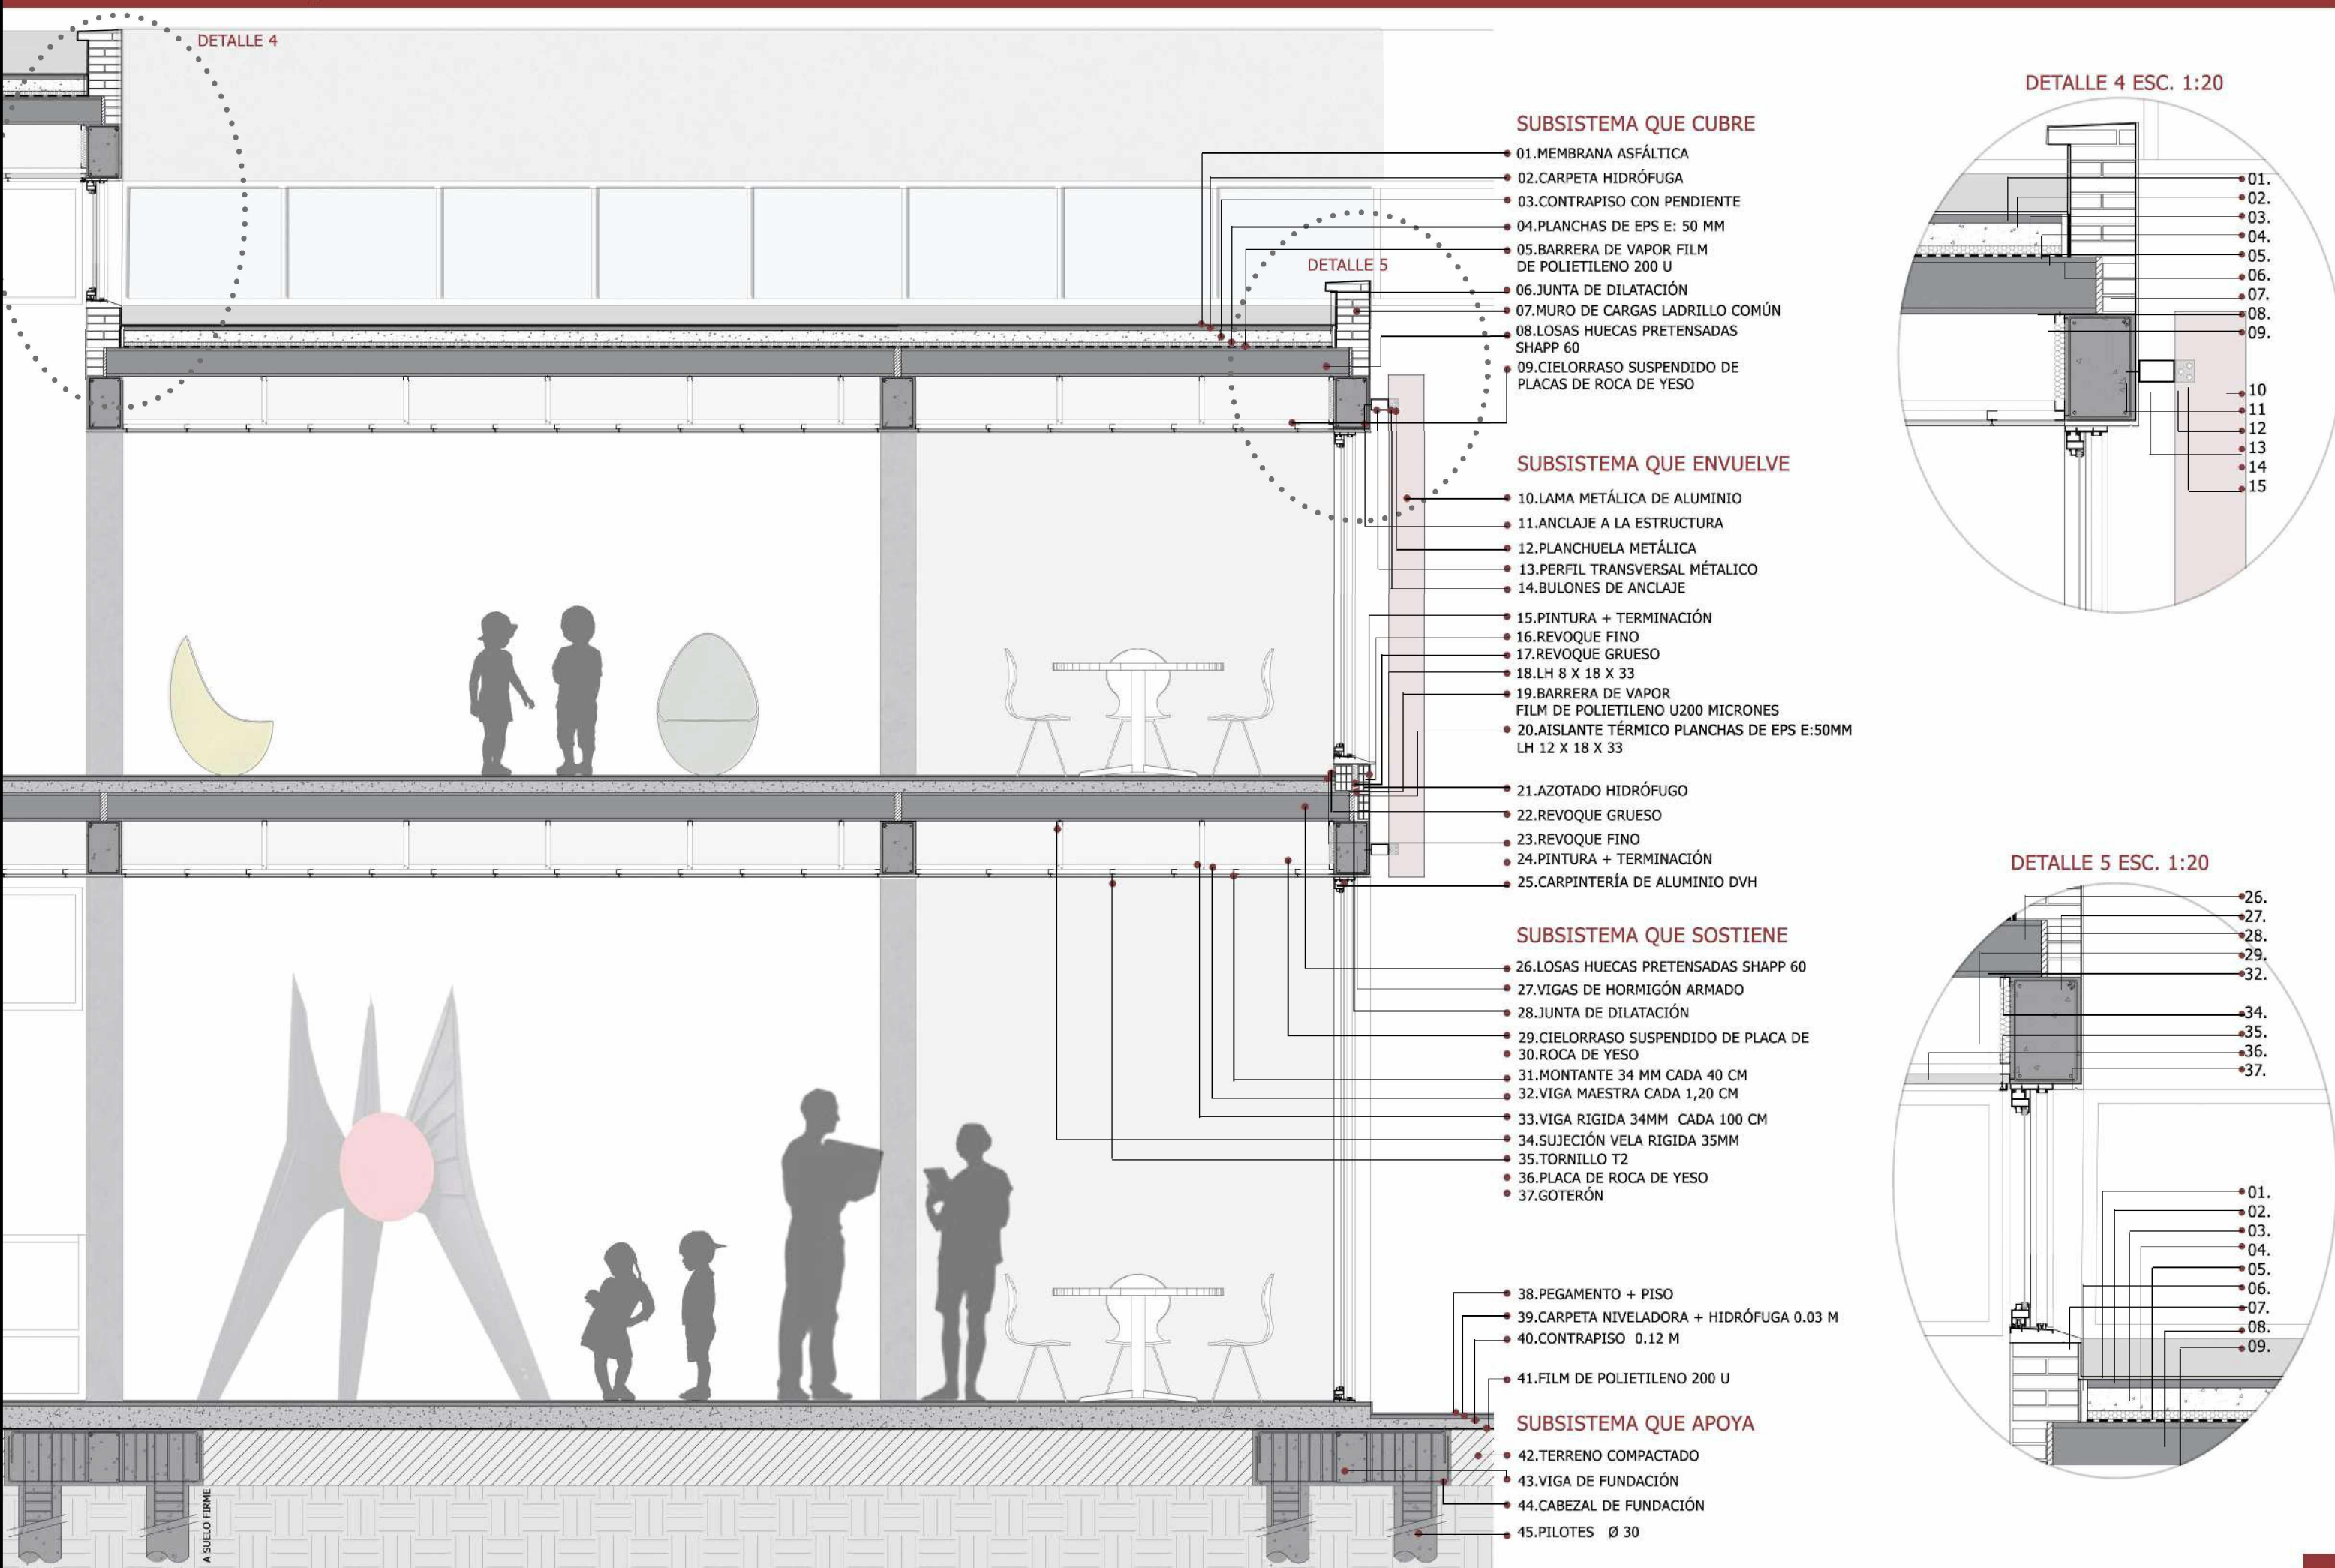 DETALLE 4
DETALLE 5
SUBSISTEMA QUE CUBRE
01.MEMBRANA ASFÁLTICA
02.CARPETA HIDRÓFUGA
03.CONTRAPISO CON PENDIENTE
04.PLANCHAS DE EPS E: 50 MM
05.BARRERA DE VAPOR FILM
DE POLIETILENO 200 U
06.JUNTA DE DILATACIÓN
07.MURO DE CARGAS LADRILLO COMÚN
08.LOSAS HUECAS PRETENSADAS
SHAPP 60
09.CIELORRASO SUSPENDIDO DE
PLACAS DE ROCA DE YESO
SUBSISTEMA QUE ENVUELVE
10.LAMA METÁLICA DE ALUMINIO
11.ANCLAJE A LA ESTRUCTURA
12.PLANCHUELA METÁLICA
13.PERFIL TRANSVERSAL MÉTALICO
14.BULONES DE ANCLAJE
15.PINTURA + TERMINACIÓN
16.REVOQUE FINO
17.REVOQUE GRUESO
18.LH 8 X 18 X 33
19.BARRERA DE VAPOR
FILM DE POLIETILENO U200 MICRONES
20.AISLANTE TÉRMICO PLANCHAS DE EPS E:50MM
LH 12 X 18 X 33
21.AZOTADO HIDRÓFUGO
22.REVOQUE GRUESO
23.REVOQUE FINO
24.PINTURA + TERMINACIÓN
25.CARPINTERÍA DE ALUMINIO DVH
SUBSISTEMA QUE SOSTIENE
26.LOSAS HUECAS PRETENSADAS SHAPP 60
27.VIGAS DE HORMIGÓN ARMADO
28.JUNTA DE DILATACIÓN
29.CIELORRASO SUSPENDIDO DE PLACA DE
30.ROCA DE YESO
31.MONTANTE 34 MM CADA 40 CM
32.VIGA MAESTRA CADA 1,20 CM
33.VIGA RIGIDA 34MM CADA 100 CM
34.SUJECIÓN VELA RIGIDA 35MM
35.TORNILLO T2
36.PLACA DE ROCA DE YESO
37.GOTERÓN
38.PEGAMENTO + PISO
39.CARPETA NIVELADORA + HIDRÓFUGA 0.03 M
40.CONTRAPISO 0.12 M
41.FILM DE POLIETILENO 200 U
SUBSISTEMA QUE APOYA
42.TERRENO COMPACTADO
43.VIGA DE FUNDACIÓN
44.CABEZAL DE FUNDACIÓN
45.PILOTES Ø 30
A SUELO FIRME
DETALLE 4 ESC. 1:20
01.
02.
03.
04.
05.
06.
07.
08.
09.
10
11
12
13
14
15
DETALLE 5 ESC. 1:20
26.
27.
28.
29.
32.
34.
35.
36.
37.
01.
02.
03.
04.
05.
06.
07.
08.
09.